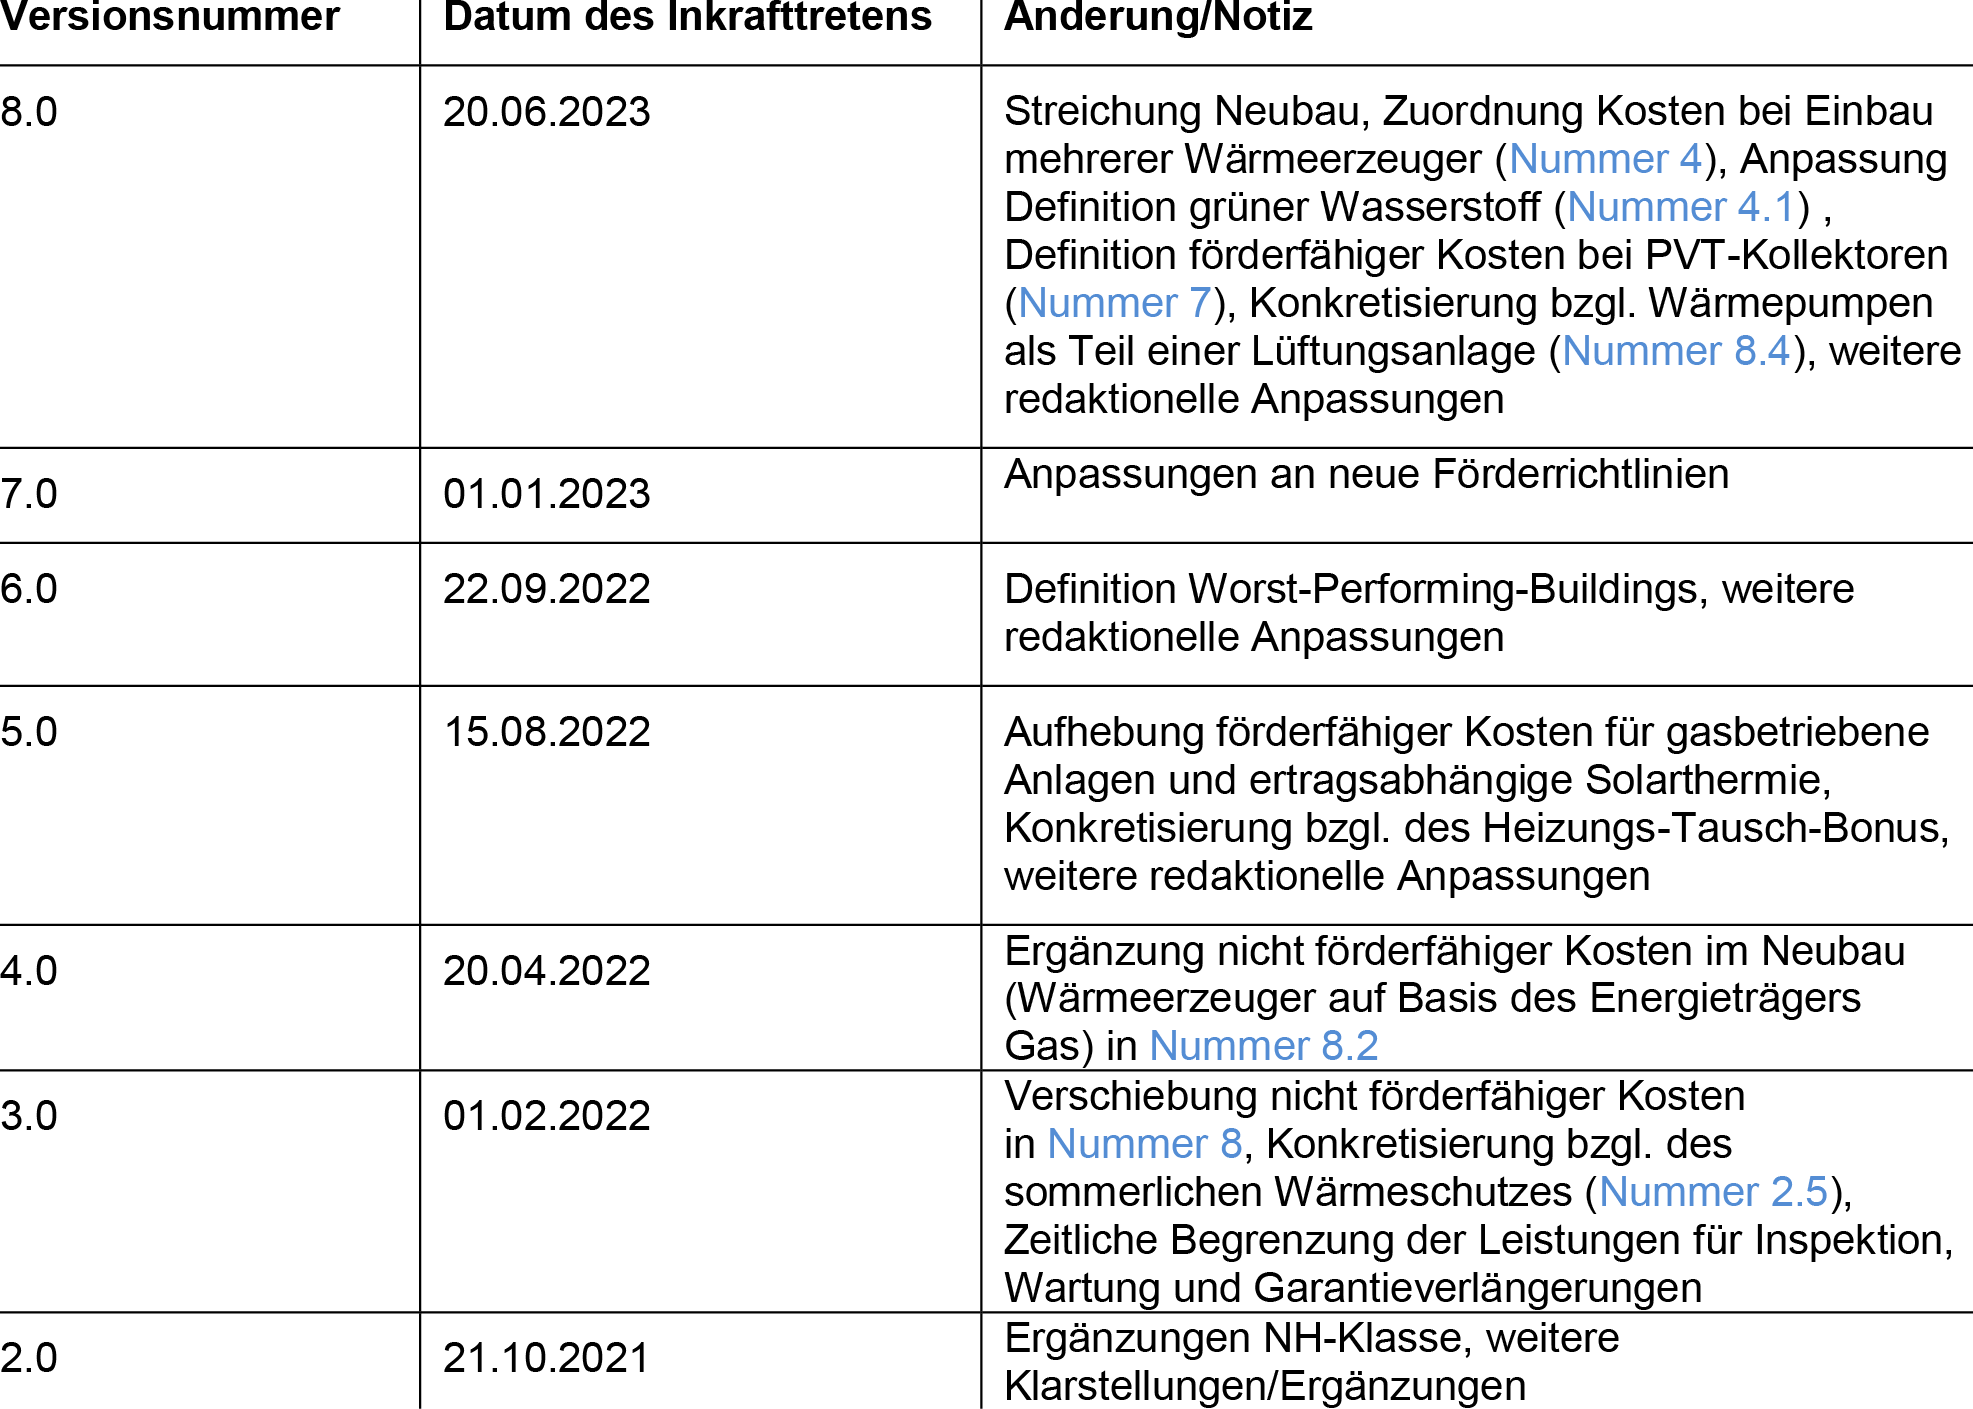 Versionsnummer Datum des Inkrafttretens Änderung/Notiz
8.0 20.06.2023 Streichung Neubau, Zuordnung Kosten bei Einbau
mehrerer Wärmeerzeuger (Nummer 4), Anpassung
Definition grüner Wasserstoff (Nummer 4.1) ,
Definition förderfähiger Kosten bei PVT-Kollektoren
(Nummer 7), Konkretisierung bzgl. Wärmepumpen
als Teil einer Lüftungsanlage (Nummer 8.4), weitere
redaktionelle Anpassungen
7.0 01.01.2023 Anpassungen an neue Förderrichtlinien
6.0 22.09.2022 Definition Worst-Performing-Buildings, weitere
redaktionelle Anpassungen
5.0 15.08.2022 Aufhebung förderfähiger Kosten für gasbetriebene
Anlagen und ertragsabhängige Solarthermie,
Konkretisierung bzgl. des Heizungs-Tausch-Bonus,
weitere redaktionelle Anpassungen
4.0 20.04.2022 Ergänzung nicht förderfähiger Kosten im Neubau
(Wärmeerzeuger auf Basis des Energieträgers
Gas) in Nummer 8.2
3.0 01.02.2022 Verschiebung nicht förderfähiger Kosten
in Nummer 8, Konkretisierung bzgl. des
sommerlichen Wärmeschutzes (Nummer 2.5),
Zeitliche Begrenzung der Leistungen für Inspektion,
Wartung und Garantieverlängerungen
2.0 21.10.2021 Ergänzungen NH-Klasse, weitere
Klarstellungen/Ergänzungen